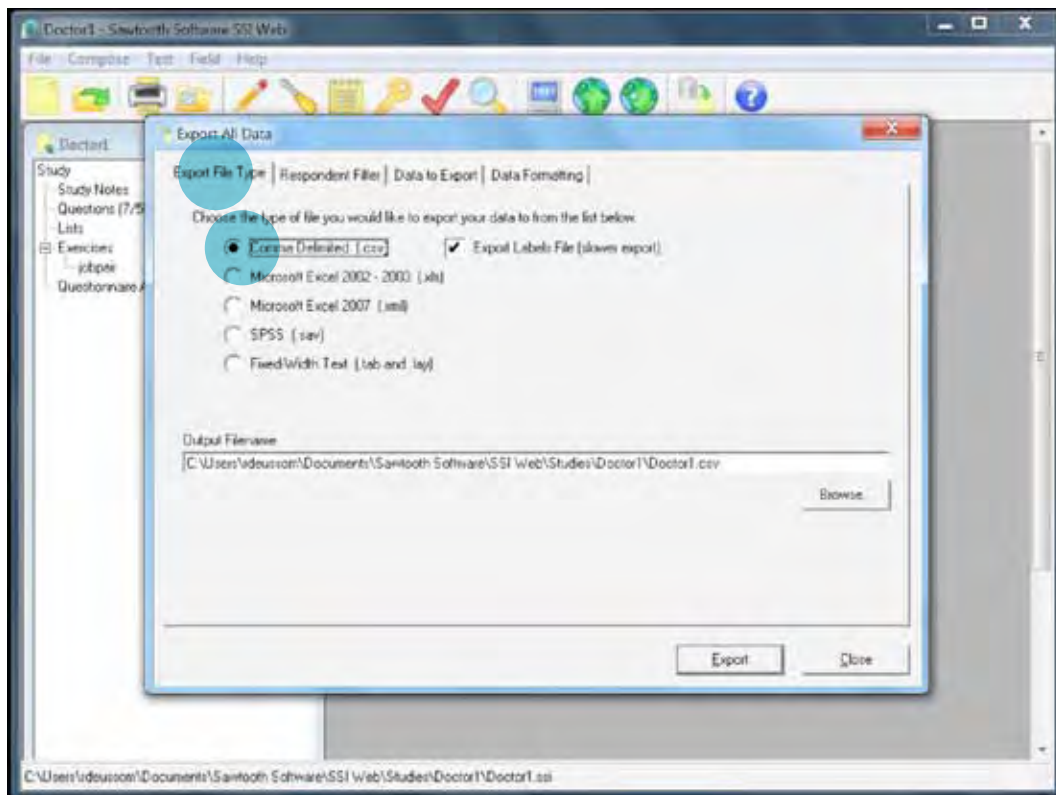 Doctor1 - Sawtooth Software SSI Web
File Compose Test Field Help
Doctor1
Study
Study Notes
Questions (7/5
Lists
Exercises
jobpair
Questionnaire A
Export All Data
Export File Type
Respondent Filter
Data to Export
Data Formatting
Choose the type of file you would like to export your data to from the list below.
Comma Delimited (.csv)
Export Labels File (slower export)
Microsoft Excel 2002 - 2003 (.xls)
Microsoft Excel 2007 (.xml)
SPSS (.sav)
Fixed Width Text (.tab and .lay)
Output Filename
C:\Users\rdeussom\Documents\Sawtooth Software\SSI Web\Studies\Doctor1\Doctor1.csv
Browse...
Export
Close
C:\Users\rdeussom\Documents\Sawtooth Software\SSI Web\Studies\Doctor1\Doctor1.ssi